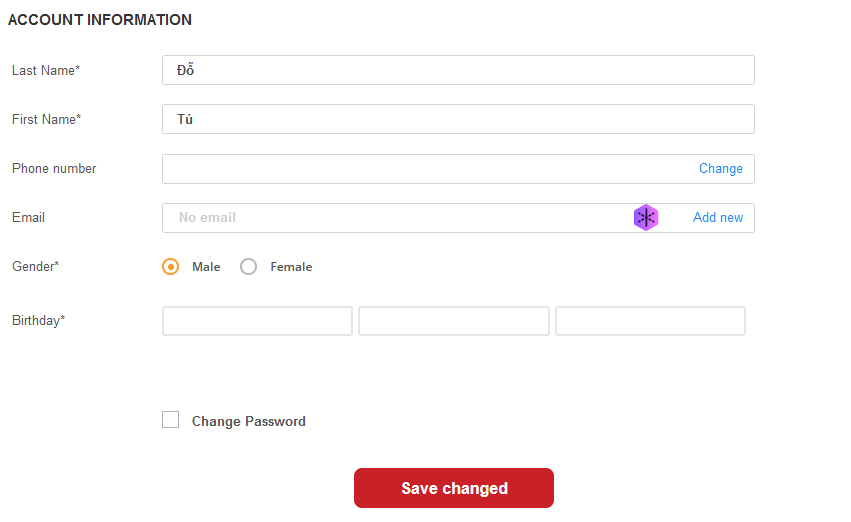 ACCOUNT INFORMATION
Last Name* Đỗ
First Name* Tú
Phone number Change
Email No email Add new
Gender* Male Female
Birthday*
Change Password
Save changed